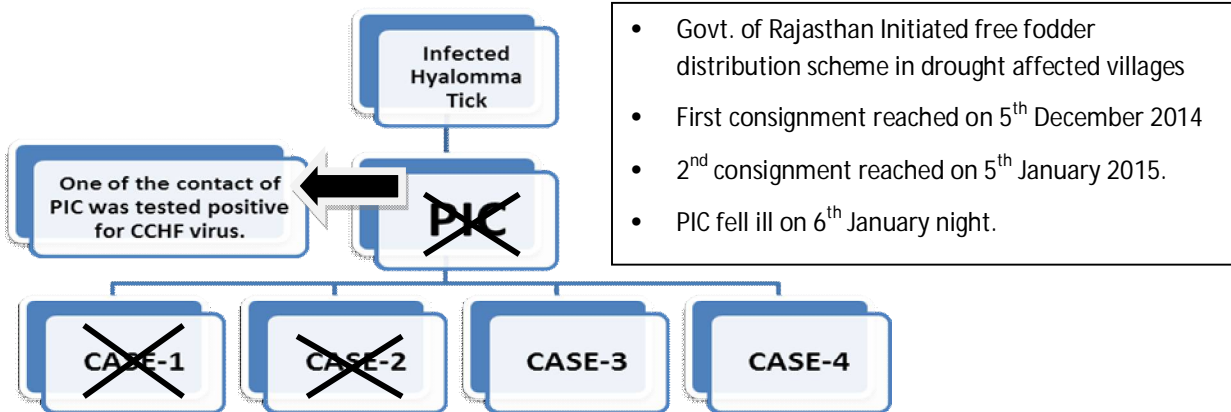 Infected
Hyalomma
Tick
• Govt. of Rajasthan Initiated free fodder
distribution scheme in drought affected villages
• First consignment reached on 5th December 2014
• 2nd consignment reached on 5th January 2015.
• PIC fell ill on 6th January night.
One of the contact of
PIC was tested positive
for CCHF virus.
PIC
CASE-1
CASE-2
CASE-3
CASE-4